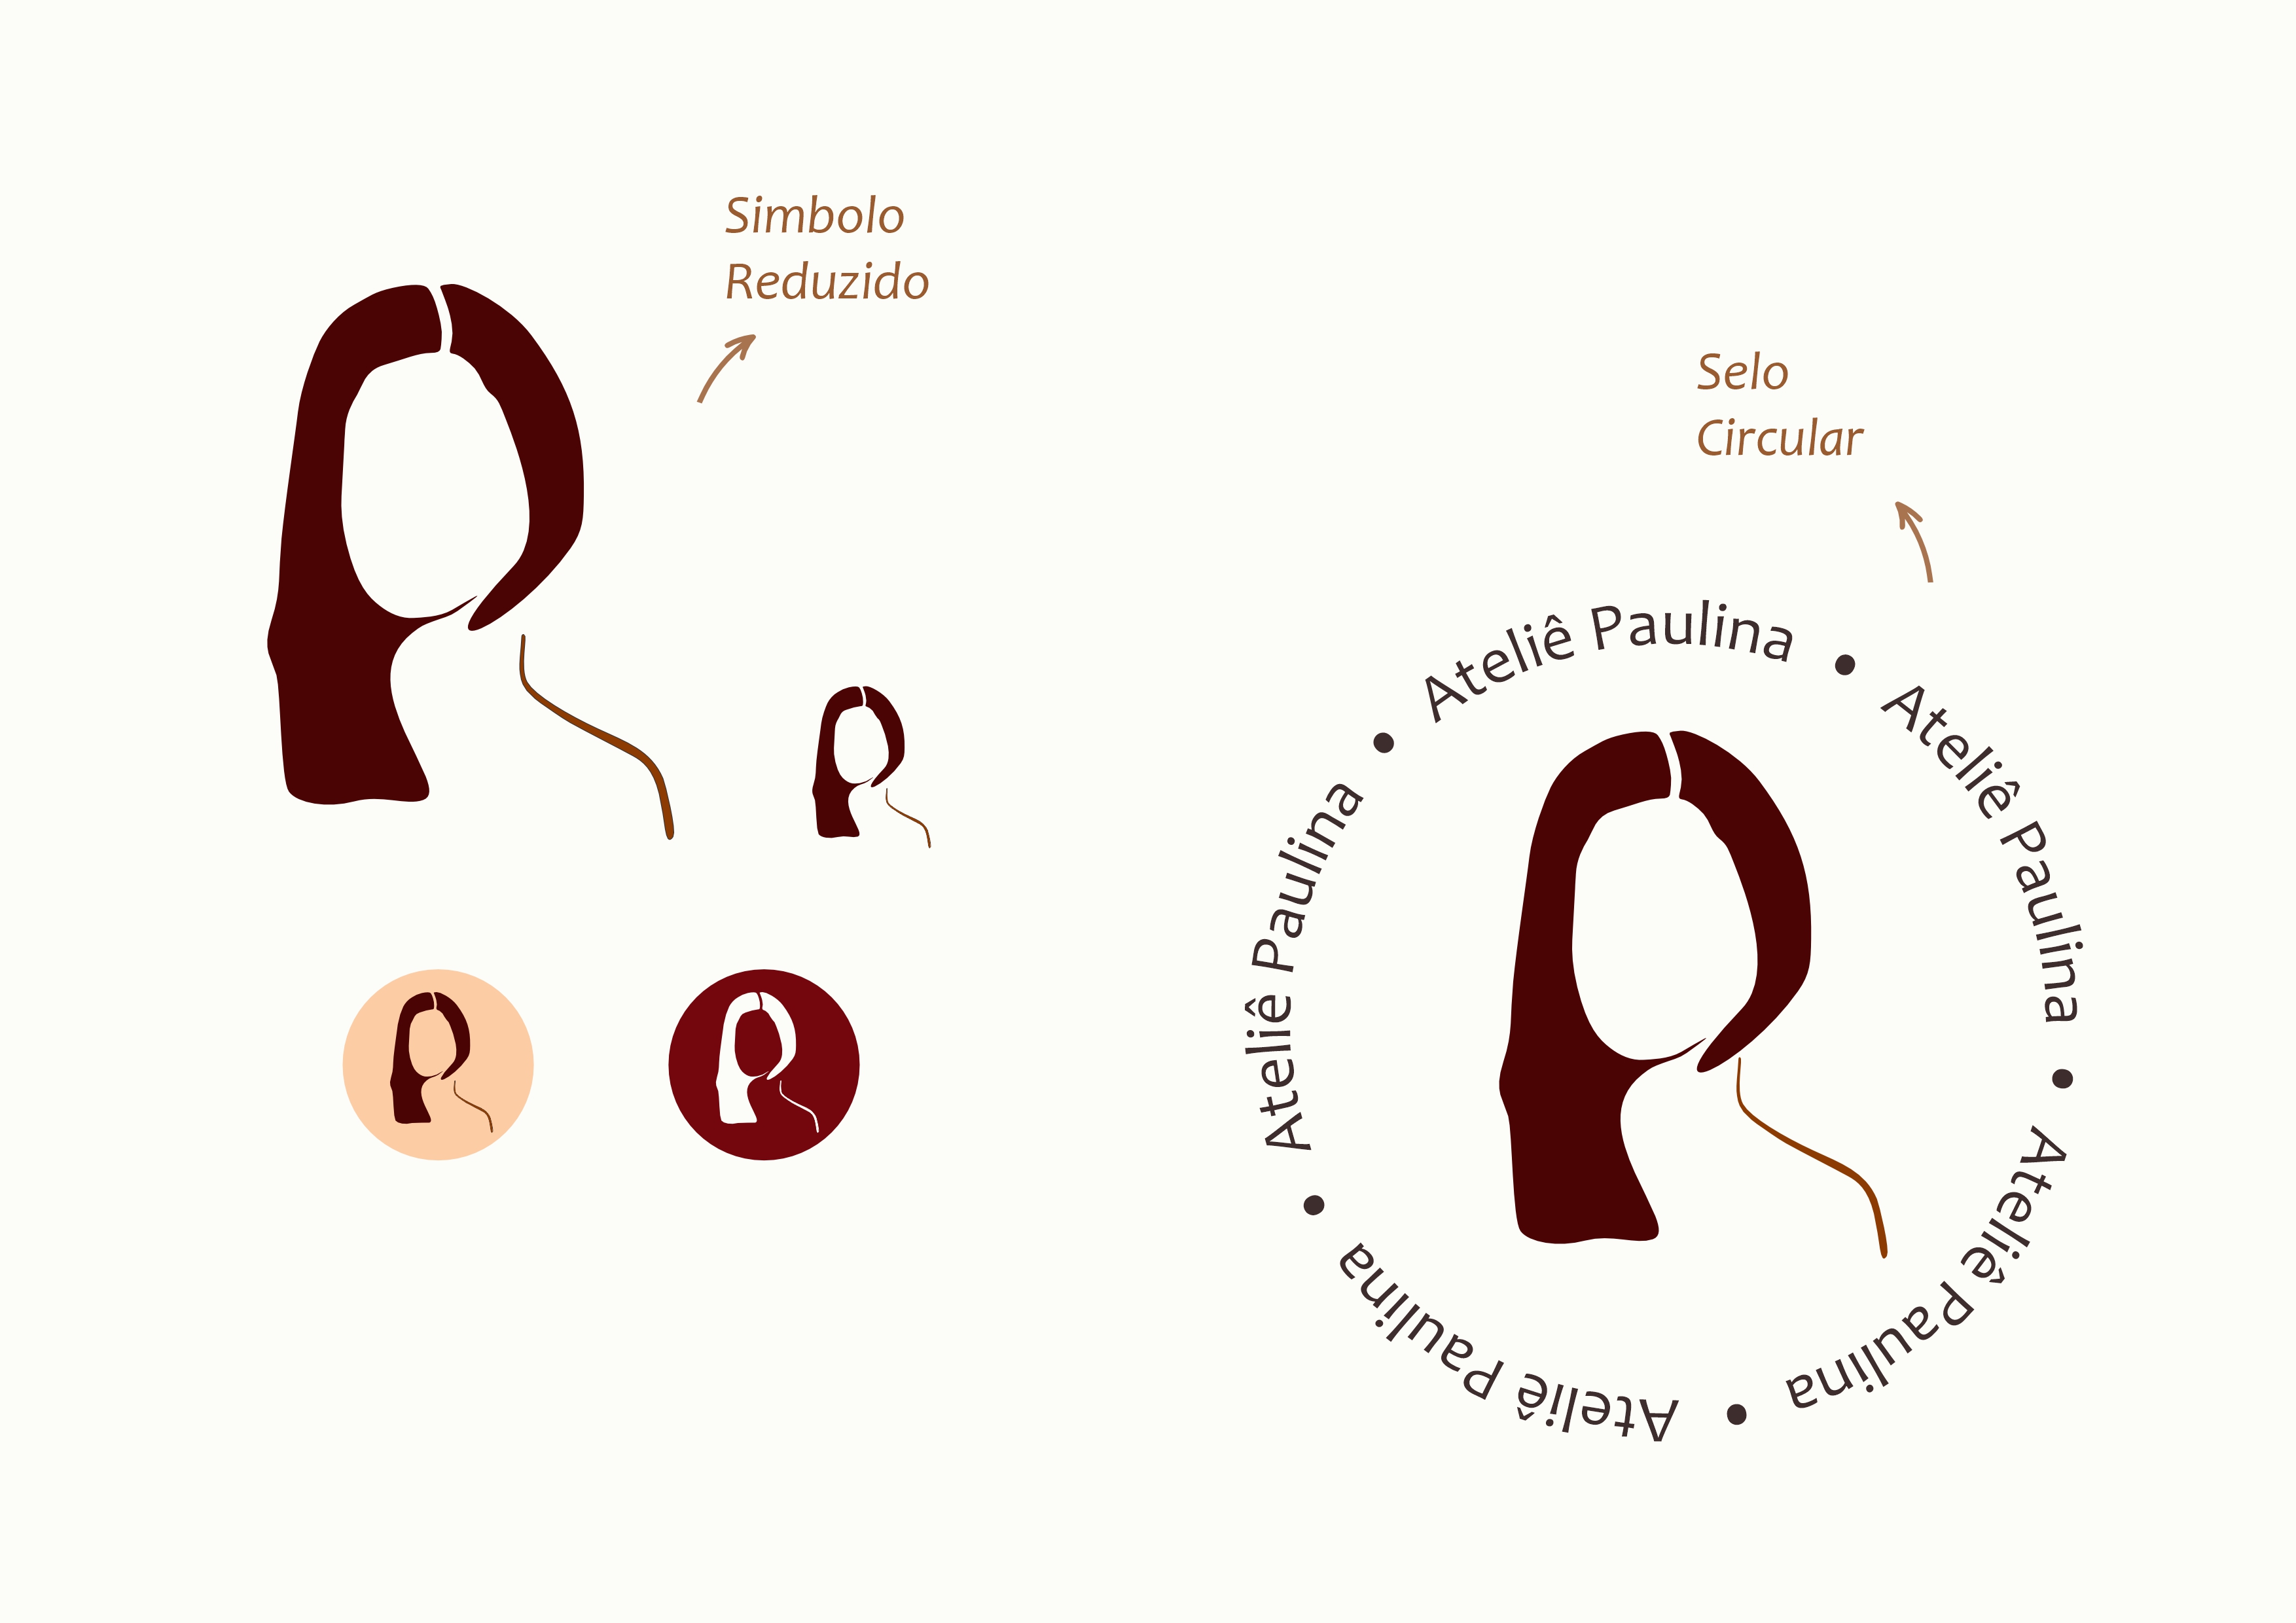 Simbolo
Reduzido
Selo
Circular
Ateliê Paulina • Ateliê Paulina • Ateliê Paulina • Ateliê Paulina • Ateliê Paulina •